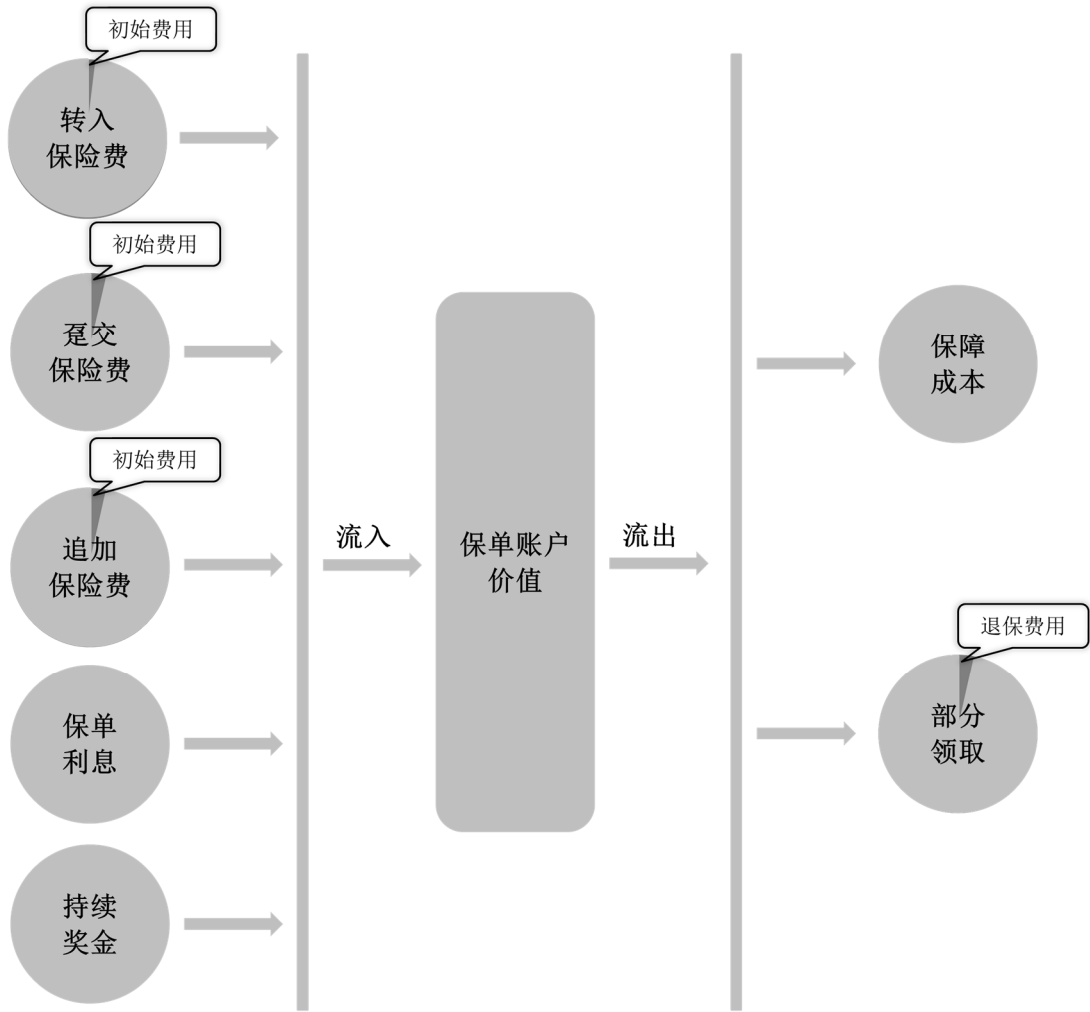 初始费用
转入
保险费
初始费用
趸交
保险费
初始费用
追加
保险费
保单
利息
持续
奖金
流入
保单账户
价值
流出
保障
成本
退保费用
部分
领取